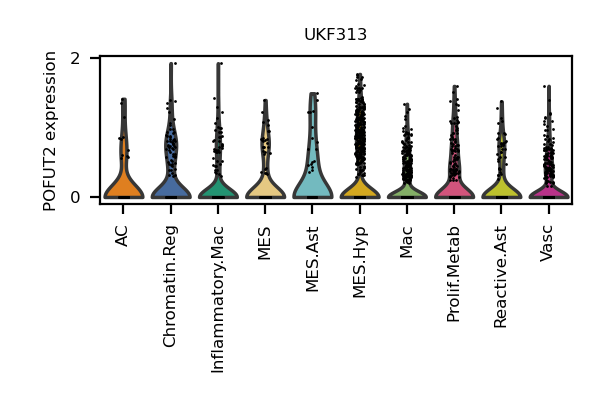 UKF313
POFUT2 expression
2
0
AC
Chromatin.Reg
Inflammatory.Mac
MES
MES.Ast
MES.Hyp
Mac
Prolif.Metab
Reactive.Ast
Vasc